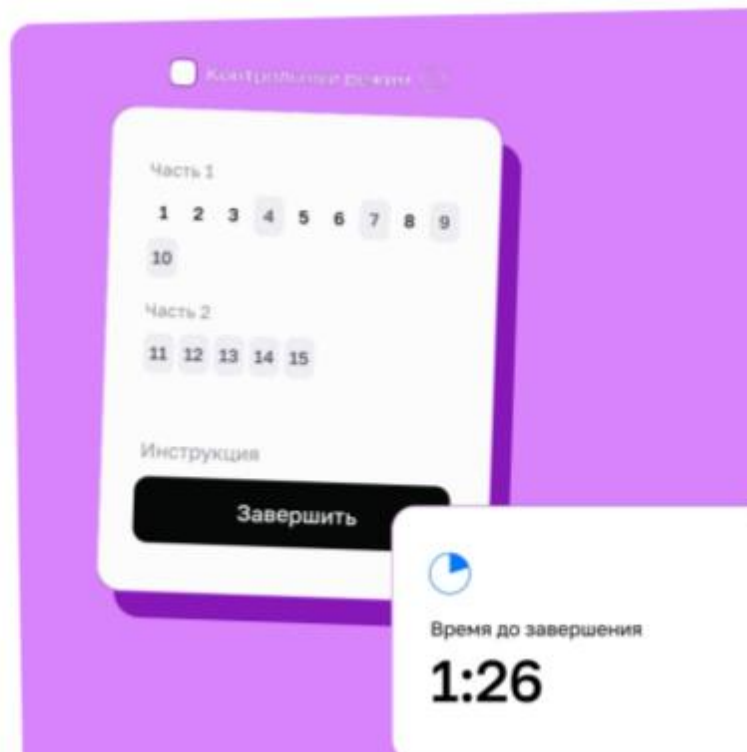 Часть 1
1 2 3 4 5 6 7 8 9
10
Часть 2
11 12 13 14 15
Инструкция
Завершить
Время до завершения
1:26